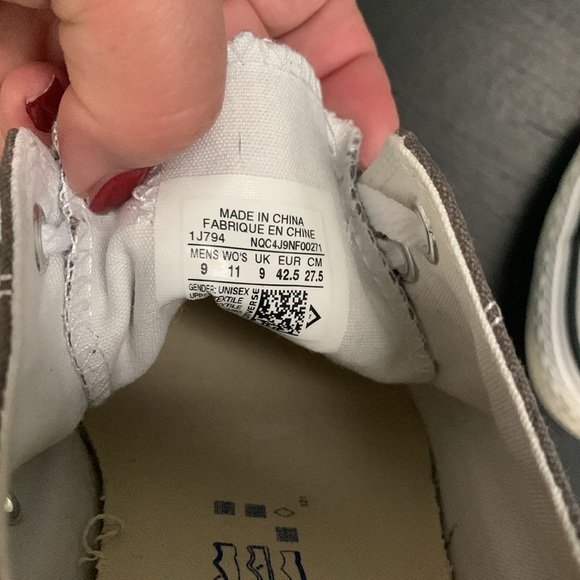 MADE IN CHINA
FABRIQUE EN CHINE
1J794 NQC4J9NF00271
MENS WO'S UK EUR CM
9 11 9 42.5 27.5
GENDER: UNISEX
TEXTILE